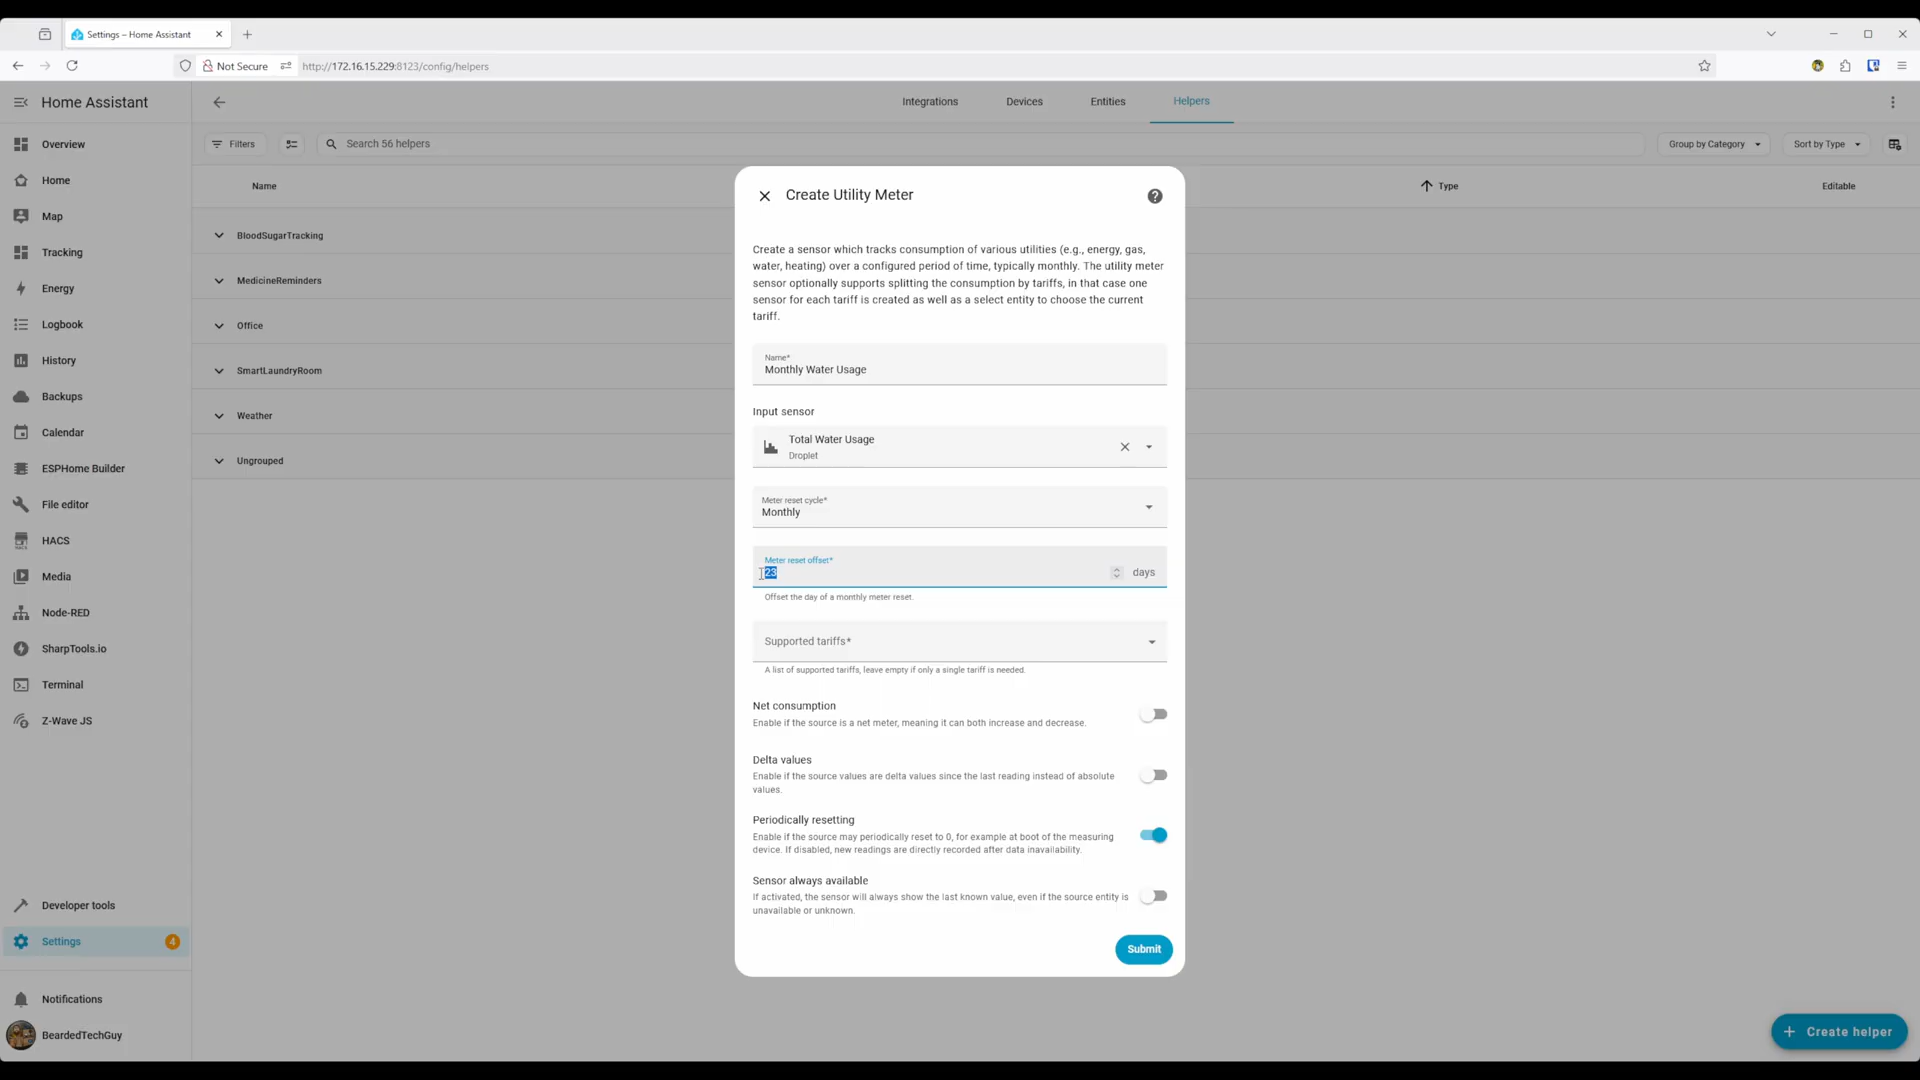 Settings – Home Assistant
Not Secure
http://172.16.15.229:8123/config/helpers
Home Assistant
Integrations
Devices
Entities
Helpers
Overview
Home
Map
Tracking
Energy
Logbook
History
Backups
Calendar
ESPHome Builder
File editor
HACS
HACS
Media
Node-RED
SharpTools.io
Terminal
Z-Wave JS
Developer tools
Settings
4
Notifications
BeardedTechGuy
Filters
Search 56 helpers
Group by Category
Sort by Type
Name
Type
Editable
BloodSugarTracking
MedicineReminders
Office
SmartLaundryRoom
Weather
Ungrouped
Create Utility Meter
Create a sensor which tracks consumption of various utilities (e.g., energy, gas,
water, heating) over a configured period of time, typically monthly. The utility meter
sensor optionally supports splitting the consumption by tariffs, in that case one
sensor for each tariff is created as well as a select entity to choose the current
tariff.
Name*
Monthly Water Usage
Input sensor
Total Water Usage
Droplet
Meter reset cycle*
Monthly
Meter reset offset*
23
days
Offset the day of a monthly meter reset.
Supported tariffs*
A list of supported tariffs, leave empty if only a single tariff is needed.
Net consumption
Enable if the source is a net meter, meaning it can both increase and decrease.
Delta values
Enable if the source values are delta values since the last reading instead of absolute
values.
Periodically resetting
Enable if the source may periodically reset to 0, for example at boot of the measuring
device. If disabled, new readings are directly recorded after data inavailability.
Sensor always available
If activated, the sensor will always show the last known value, even if the source entity is
unavailable or unknown.
Submit
Create helper